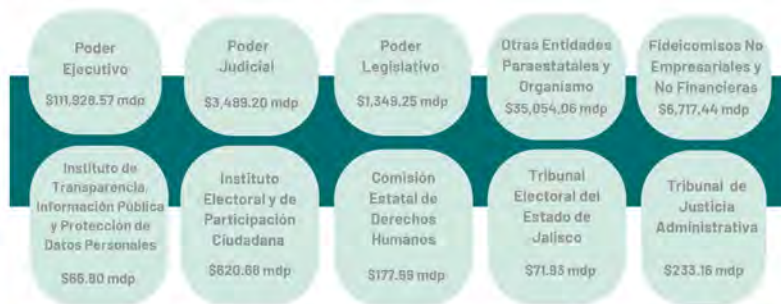 Poder
Ejecutivo
$111,928.57 mdp
Poder
Judicial
$3,489.20 mdp
Poder
Legislativo
$1,349.25 mdp
Otras Entidades
Paraestatales y
Organismo
$35,054.06 mdp
Fideicomisos No
Empresariales y
No Financieras
$6,717.44 mdp
Instituto de
Transparencia,
Información Pública
y Protección de
Datos Personales
$66.80 mdp
Instituto
Electoral y de
Participación
Ciudadana
$620.66 mdp
Comisión
Estatal de
Derechos
Humanos
$177.99 mdp
Tribunal
Electoral del
Estado de
Jalisco
$71.93 mdp
Tribunal de
Justicia
Administrativa
$233.16 mdp